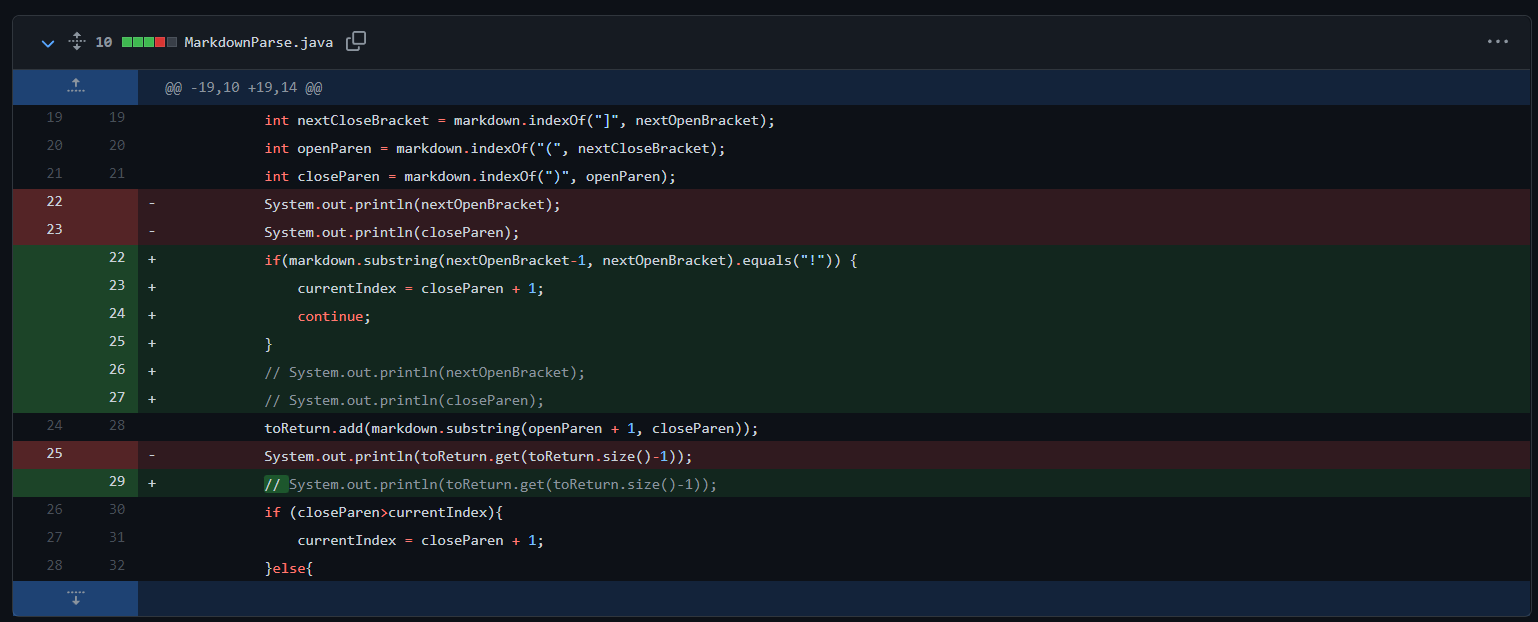 10 MarkdownParse.java
@@ -19,10 +19,14 @@
19 19 int nextCloseBracket = markdown.indexOf("]", nextOpenBracket);
20 20 int openParen = markdown.indexOf("(", nextCloseBracket);
21 21 int closeParen = markdown.indexOf(")", openParen);
22 - System.out.println(nextOpenBracket);
23 - System.out.println(closeParen);
22 + if(markdown.substring(nextOpenBracket-1, nextOpenBracket).equals("!")) {
23 + currentIndex = closeParen + 1;
24 + continue;
25 + }
26 + // System.out.println(nextOpenBracket);
27 + // System.out.println(closeParen);
24 28 toReturn.add(markdown.substring(openParen + 1, closeParen));
25 - System.out.println(toReturn.get(toReturn.size()-1));
29 + // System.out.println(toReturn.get(toReturn.size()-1));
26 30 if (closeParen>currentIndex){
27 31 currentIndex = closeParen + 1;
28 32 }else{